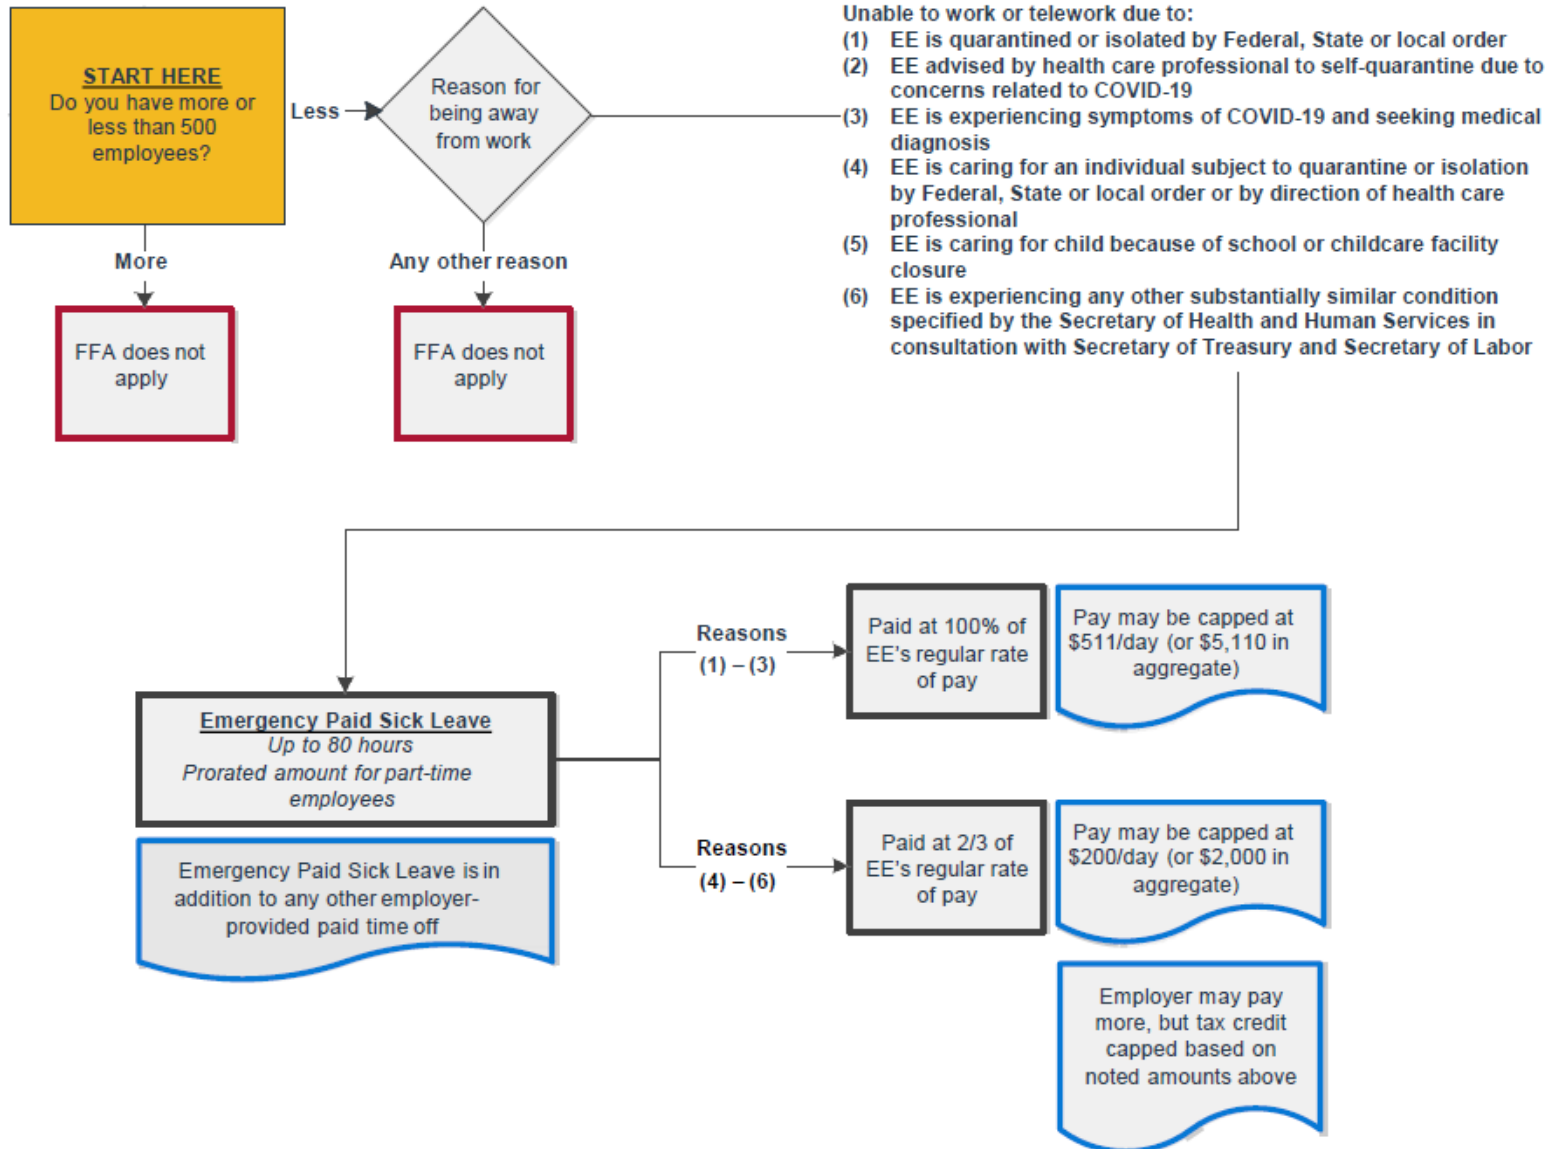 START HERE
Do you have more or
less than 500
employees?
Less
Reason for
being away
from work
Unable to work or telework due to:
(1) EE is quarantined or isolated by Federal, State or local order
(2) EE advised by health care professional to self-quarantine due to
concerns related to COVID-19
(3) EE is experiencing symptoms of COVID-19 and seeking medical
diagnosis
(4) EE is caring for an individual subject to quarantine or isolation
by Federal, State or local order or by direction of health care
professional
(5) EE is caring for child because of school or childcare facility
closure
(6) EE is experiencing any other substantially similar condition
specified by the Secretary of Health and Human Services in
consultation with Secretary of Treasury and Secretary of Labor
More
Any other reason
FFA does not
apply
FFA does not
apply
Emergency Paid Sick Leave
Up to 80 hours
Prorated amount for part-time
employees
Emergency Paid Sick Leave is in
addition to any other employer-
provided paid time off
Reasons
(1) – (3)
Paid at 100% of
EE's regular rate
of pay
Pay may be capped at
$511/day (or $5,110 in
aggregate)
Reasons
(4) – (6)
Paid at 2/3 of
EE's regular rate
of pay
Pay may be capped at
$200/day (or $2,000 in
aggregate)
Employer may pay
more, but tax credit
capped based on
noted amounts above